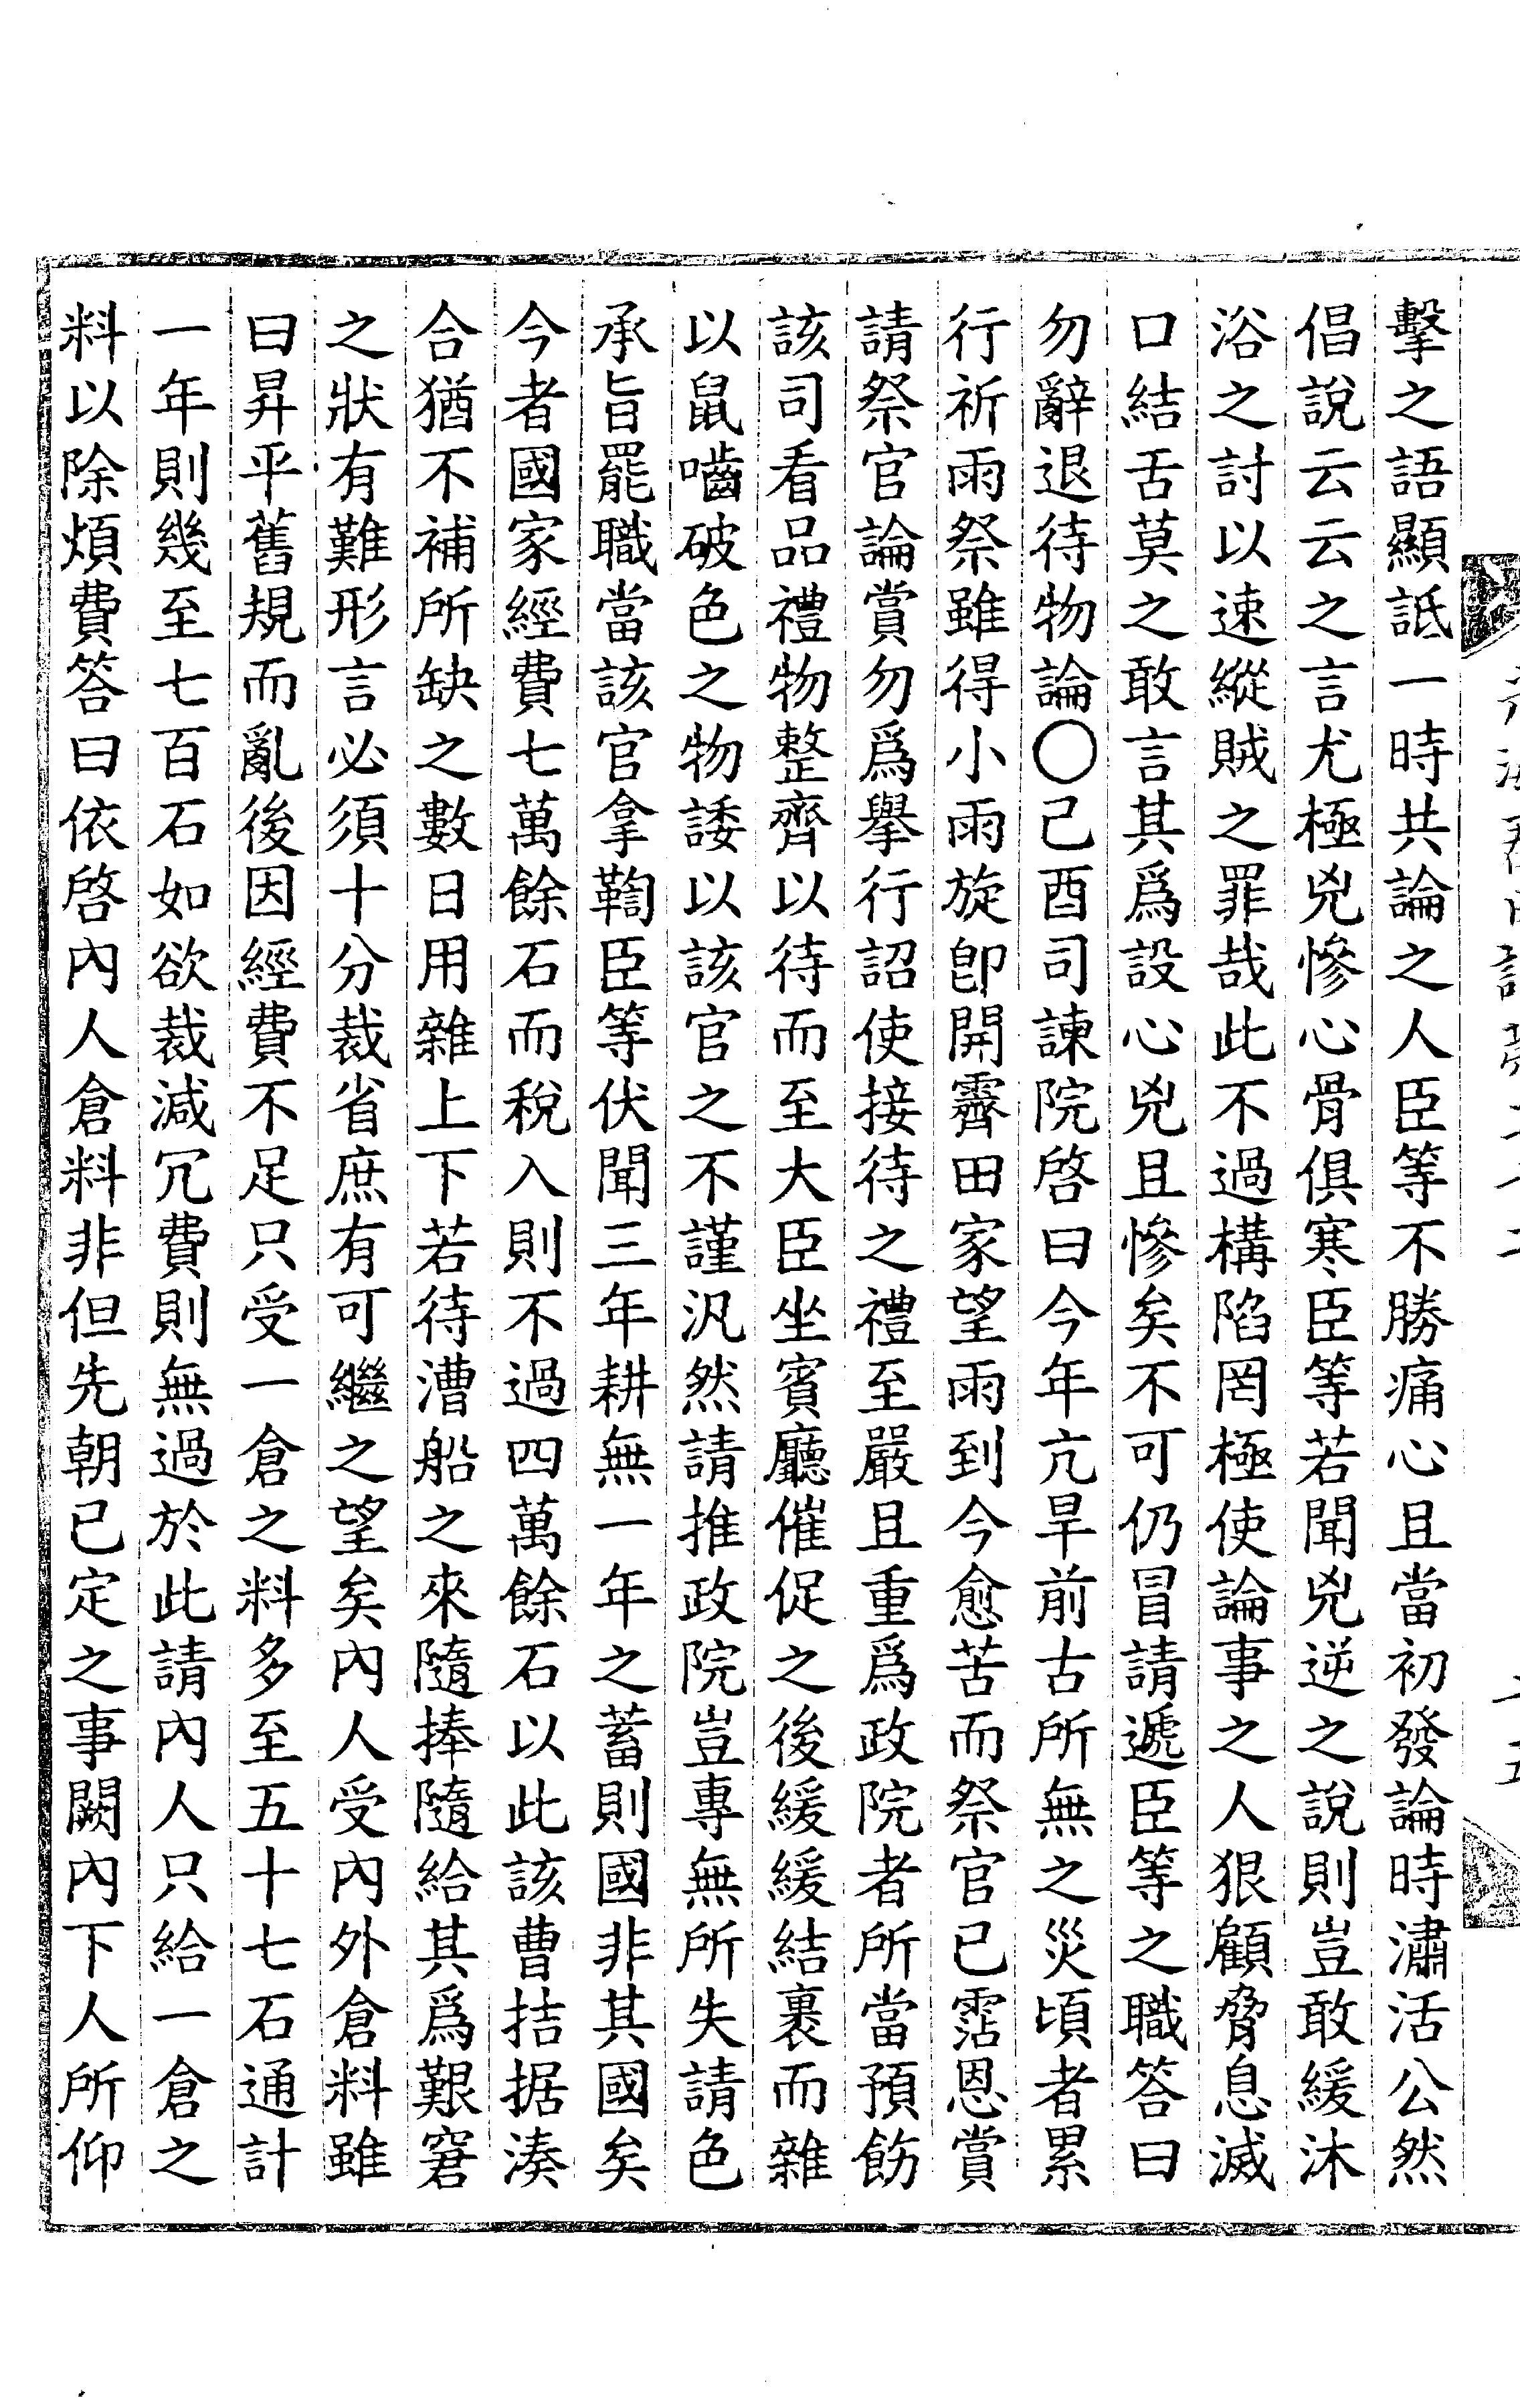 擊之語顯詆一時共論之人臣等不勝痛心且當初發論時潚活公然
倡說云云之言尤極兇慘心骨俱寒臣等若聞兇逆之說則豈敢緩沐
浴之討以速縱賊之罪哉此不過構陷罔極使論事之人狠顧脅息滅
口結舌莫之敢言其爲設心兇且慘矣不可仍冒請遞臣等之職答曰
勿辭退待物論〇己酉司諫院啓曰今年亢旱前古所無之災頃者累
行祈雨祭雖得小雨旋卽開霽田家望雨到今愈苦而祭官已霑恩賞
請祭官論賞勿爲擧行詔使接待之禮至嚴且重爲政院者所當預飭
該司看品禮物整齊以待而至大臣坐賓廳催促之後緩緩結裹而雜
以鼠嚙破色之物諉以該官之不謹汎然請推政院豈專無所失請色
承旨罷職當該官拿鞫臣等伏聞三年耕無一年之蓄則國非其國矣
今者國家經費七萬餘石而稅入則不過四萬餘石以此該曹拮据湊
合猶不補所缺之數日用雜上下若待漕船之來隨捧隨給其爲艱窘
之狀有難形言必須十分裁省庶有可繼之望矣內人受內外倉料雖
曰昇平舊規而亂後因經費不足只受一倉之料多至五十七石通計
一年則幾至七百石如欲裁減冗費則無過於此請內人只給一倉之
料以除煩費答曰依啓內人倉料非但先朝已定之事闕內下人所仰